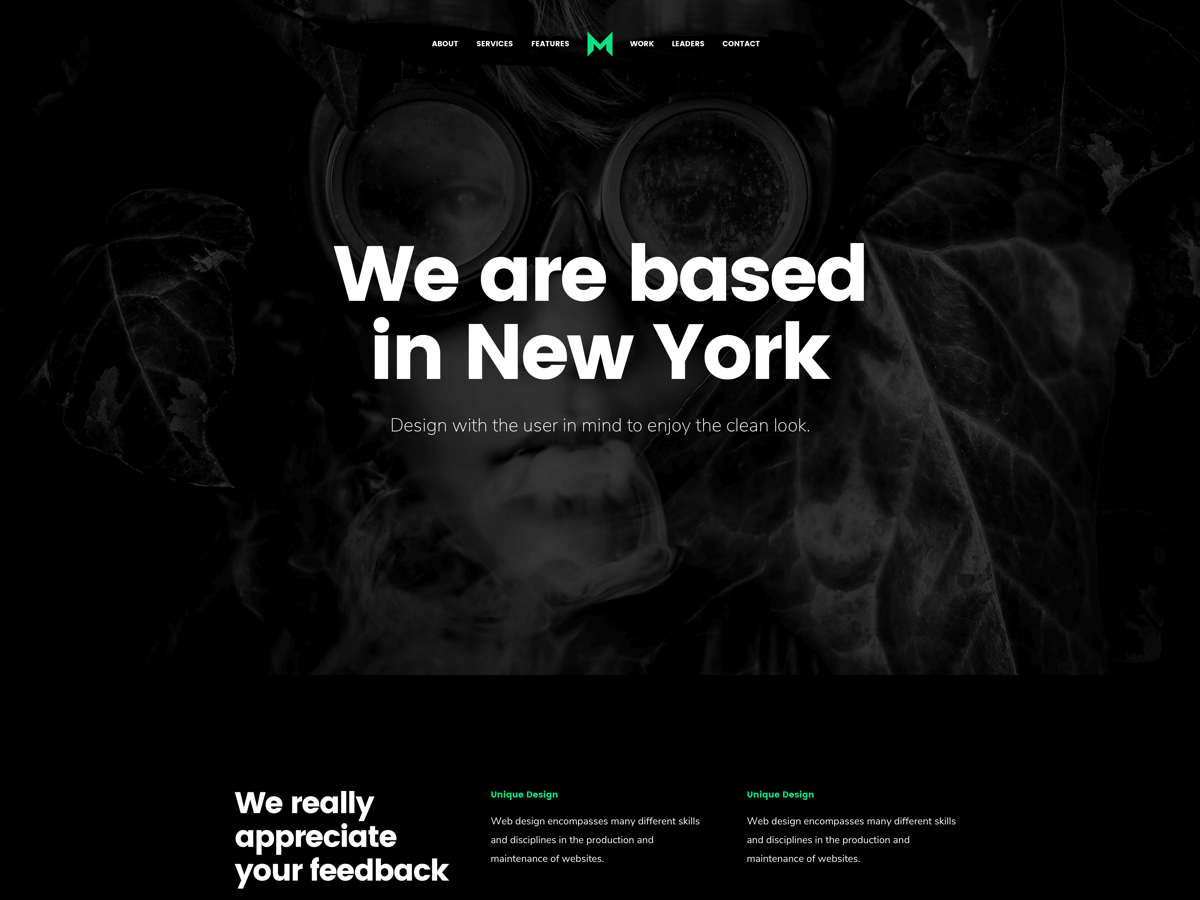 ABOUT SERVICES FEATURES WORK LEADERS CONTACT
We are based
in New York
Design with the user in mind to enjoy the clean look.
We really
appreciate
your feedback
Unique Design
Web design encompasses many different skills
and disciplines in the production and
maintenance of websites.
Unique Design
Web design encompasses many different skills
and disciplines in the production and
maintenance of websites.